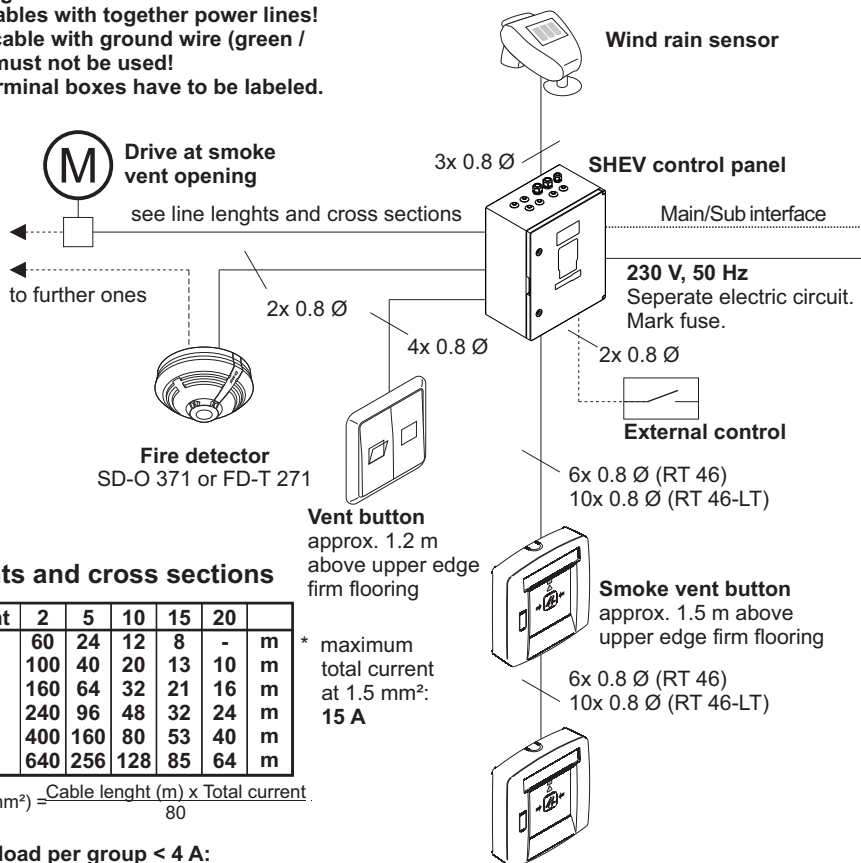 ables with together power lines!
cable with ground wire (green /
must not be used!
rminal boxes have to be labeled.
Wind rain sensor
M
Drive at smoke
vent opening
3x 0.8 Ø
SHEV control panel
see line lenghts and cross sections
Main/Sub interface
to further ones
2x 0.8 Ø
230 V, 50 Hz
Seperate electric circuit.
Mark fuse.
4x 0.8 Ø
2x 0.8 Ø
External control
Fire detector
SD-O 371 or FD-T 271
6x 0.8 Ø (RT 46)
10x 0.8 Ø (RT 46-LT)
Vent button
approx. 1.2 m
above upper edge
firm flooring
Smoke vent button
approx. 1.5 m above
upper edge firm flooring
6x 0.8 Ø (RT 46)
10x 0.8 Ø (RT 46-LT)
ts and cross sections
nt 2 5 10 15 20
60 24 12 8 - m
100 40 20 13 10 m
160 64 32 21 16 m
240 96 48 32 24 m
400 160 80 53 40 m
640 256 128 85 64 m
* maximum
total current
at 1.5 mm²:
15 A
nm²) = Cable lenght (m) x Total current
80
load per group < 4 A: